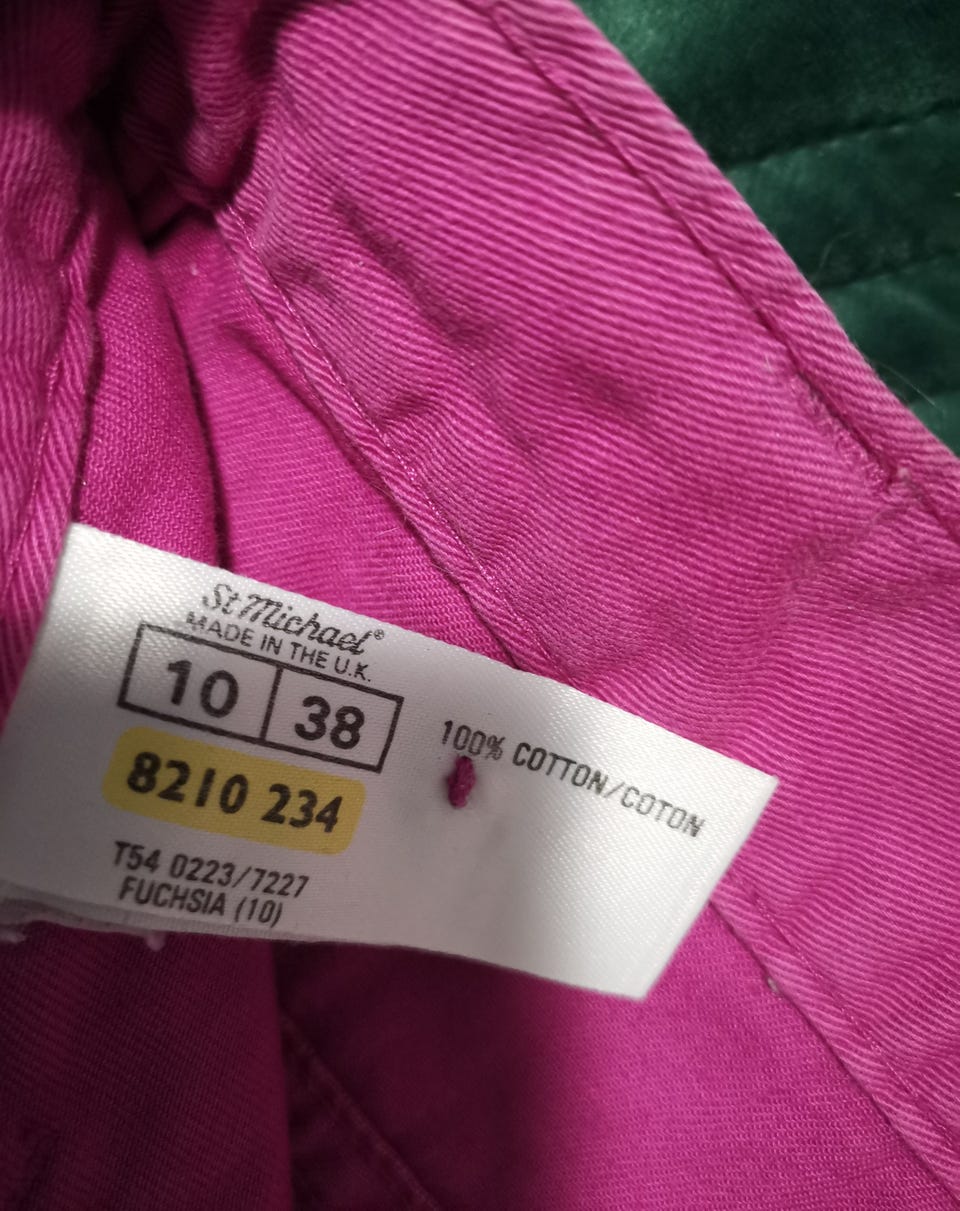 St Michael®
MADE IN THE U.K.
10 38
8210 234
T54 0223/7227
FUCHSIA (10)
100% COTTON/COTON